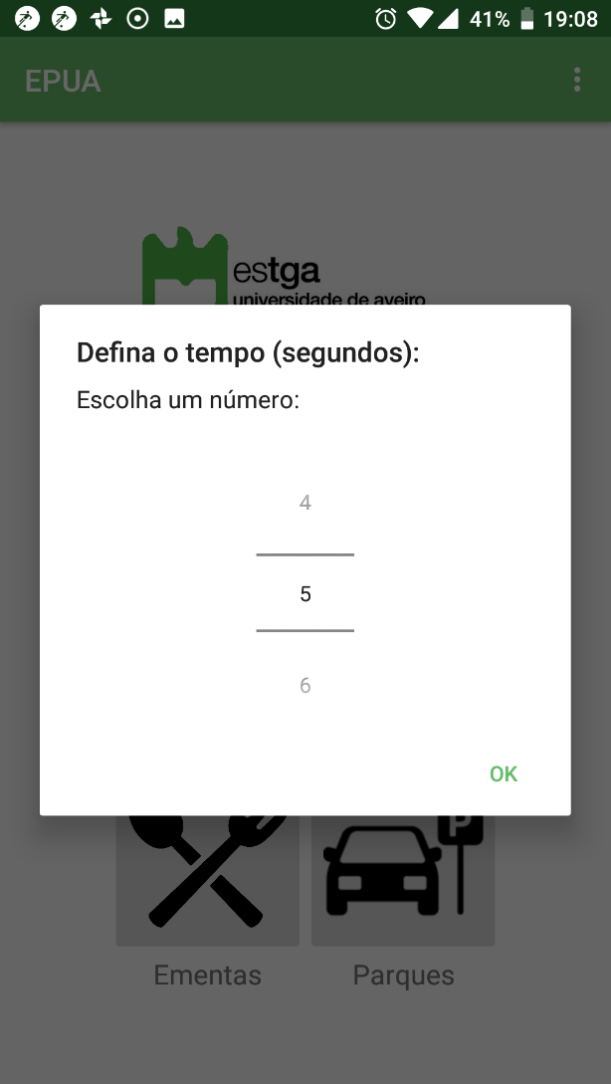 41% 19:08
EPUA
estga
universidade de aveiro
Defina o tempo (segundos):
Escolha um número:
4
5
6
OK
P
Ementas Parques